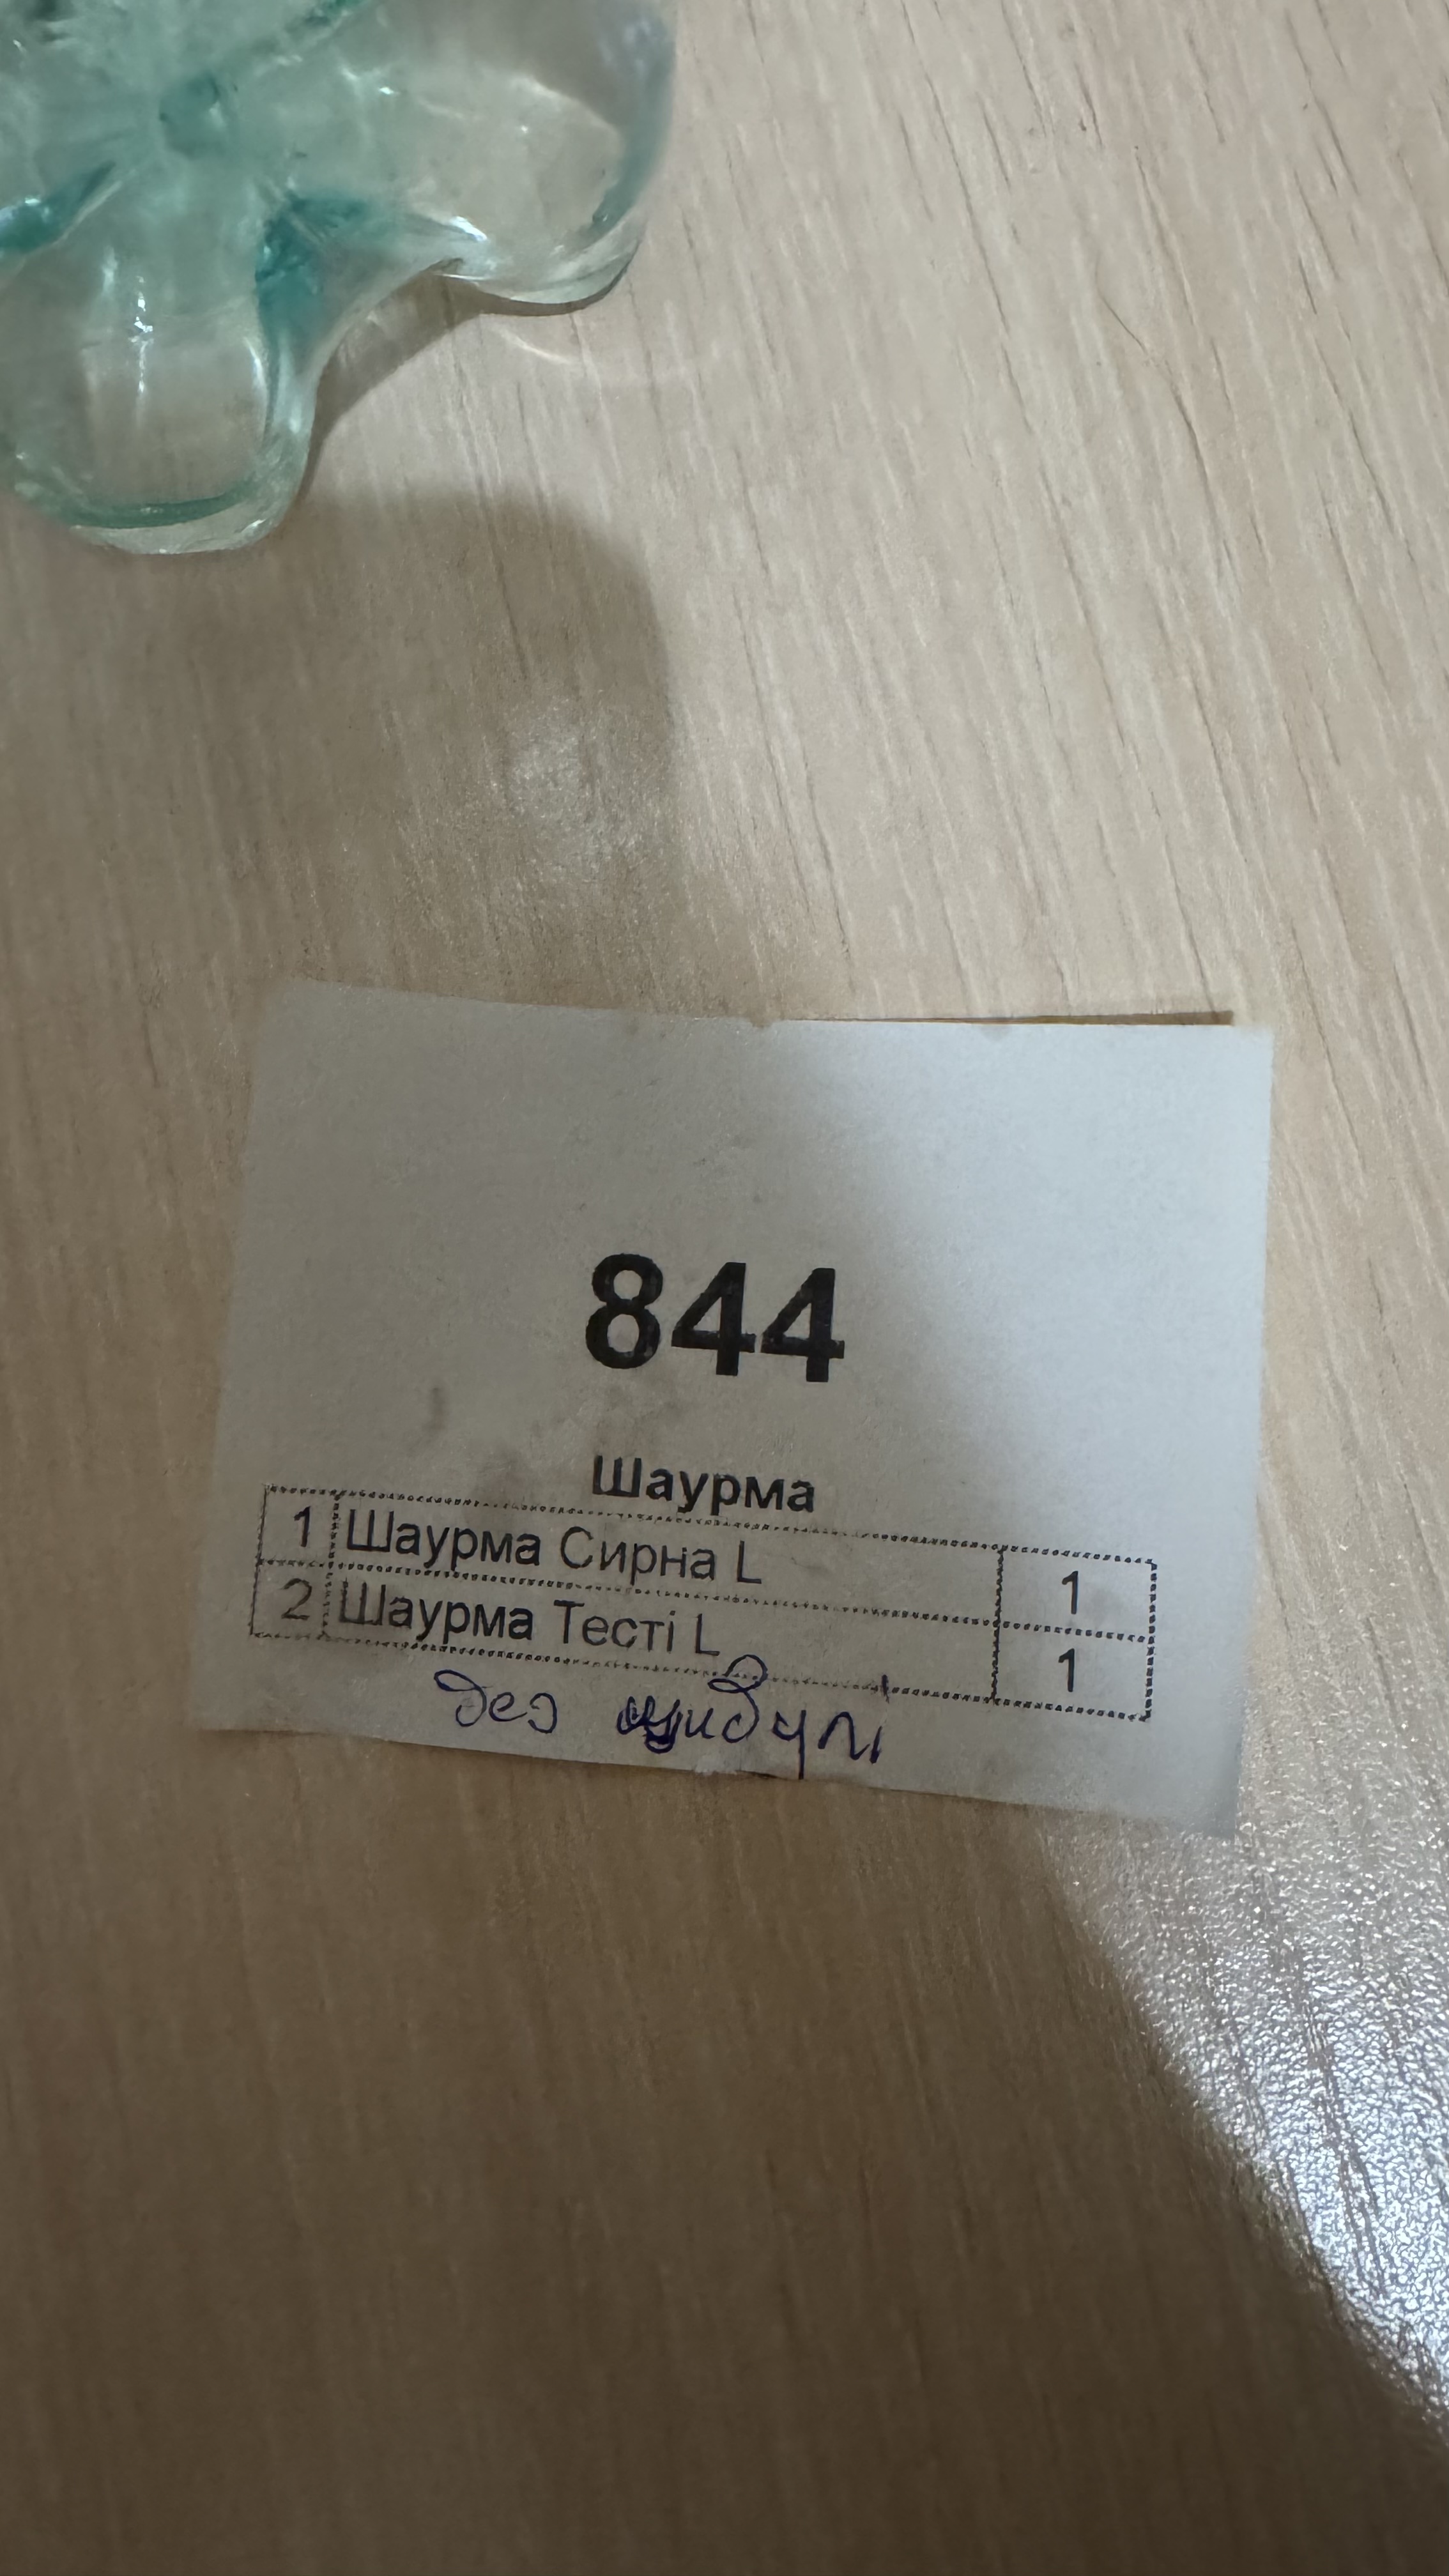 844
Шаурма
1 Шаурма Сирна L 1
2 Шаурма Тесті L 1
без цибулі